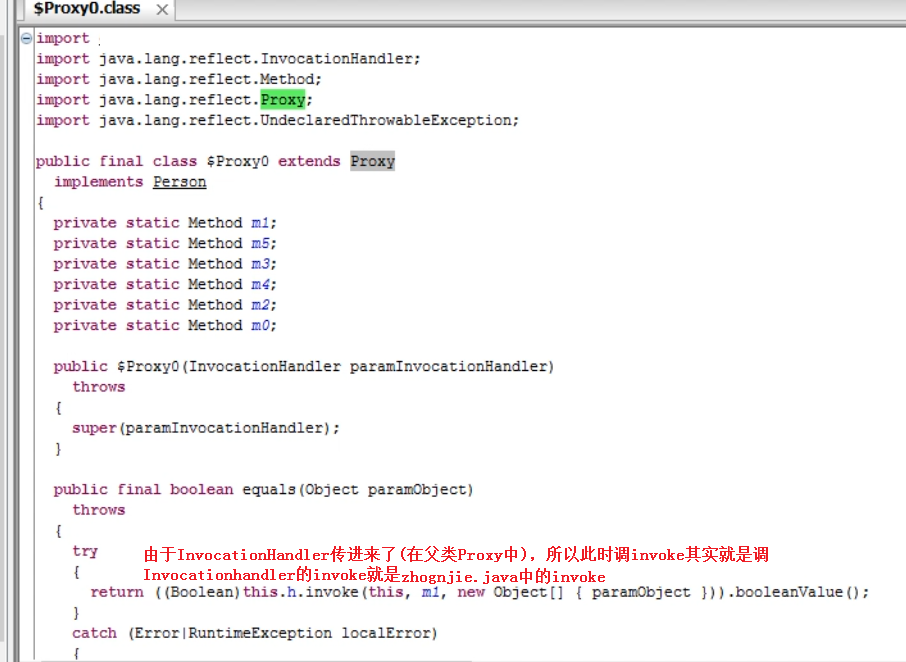 $Proxy0.class
import
import java.lang.reflect.InvocationHandler;
import java.lang.reflect.Method;
import java.lang.reflect.Proxy;
import java.lang.reflect.UndeclaredThrowableException;
public final class $Proxy0 extends Proxy
implements Person
{
private static Method m1;
private static Method m5;
private static Method m3;
private static Method m4;
private static Method m2;
private static Method m0;
public $Proxy0(InvocationHandler paramInvocationHandler)
throws
{
super(paramInvocationHandler);
}
public final boolean equals(Object paramObject)
throws
{
try
由于InvocationHandler传进来了(在父类Proxy中)，所以此时调invoke其实就是调
{
Invocationhandler的invoke就是zhognjie.java中的invoke
return ((Boolean)this.h.invoke(this, m1, new Object[] { paramObject })).booleanValue();
}
catch (Error|RuntimeException localError)
{